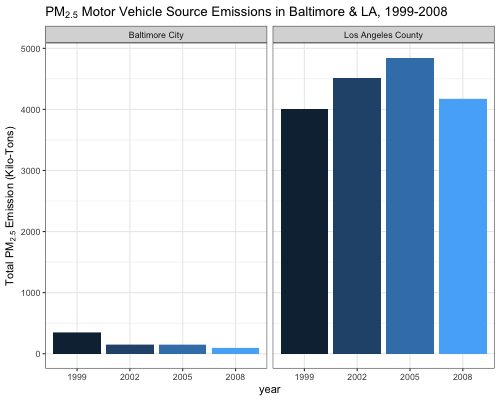 PM2.5 Motor Vehicle Source Emissions in Baltimore & LA, 1999-2008
Baltimore City
Los Angeles County
Total PM2.5 Emission (Kilo-Tons)
5000
4000
3000
2000
1000
0
1999 2002 2005 2008
1999 2002 2005 2008
year